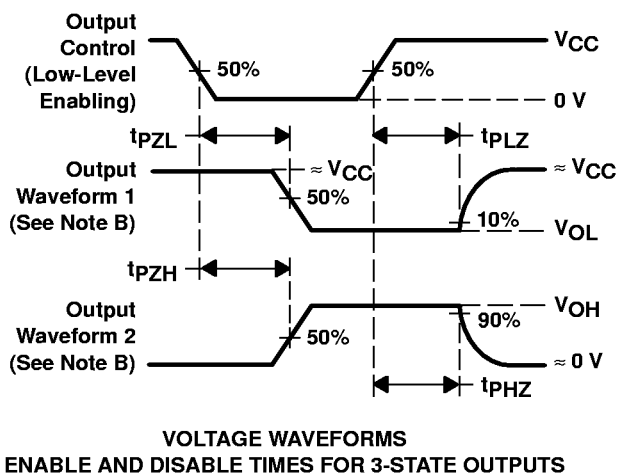 Output
Control
(Low-Level
Enabling)
50%
50%
VCC
0 V
tPZL
tPLZ
Output
Waveform 1
(See Note B)
≈ VCC
50%
≈ VCC
10%
VOL
tPZH
Output
Waveform 2
(See Note B)
50%
VOH
90%
≈ 0 V
tPHZ
VOLTAGE WAVEFORMS
ENABLE AND DISABLE TIMES FOR 3-STATE OUTPUTS